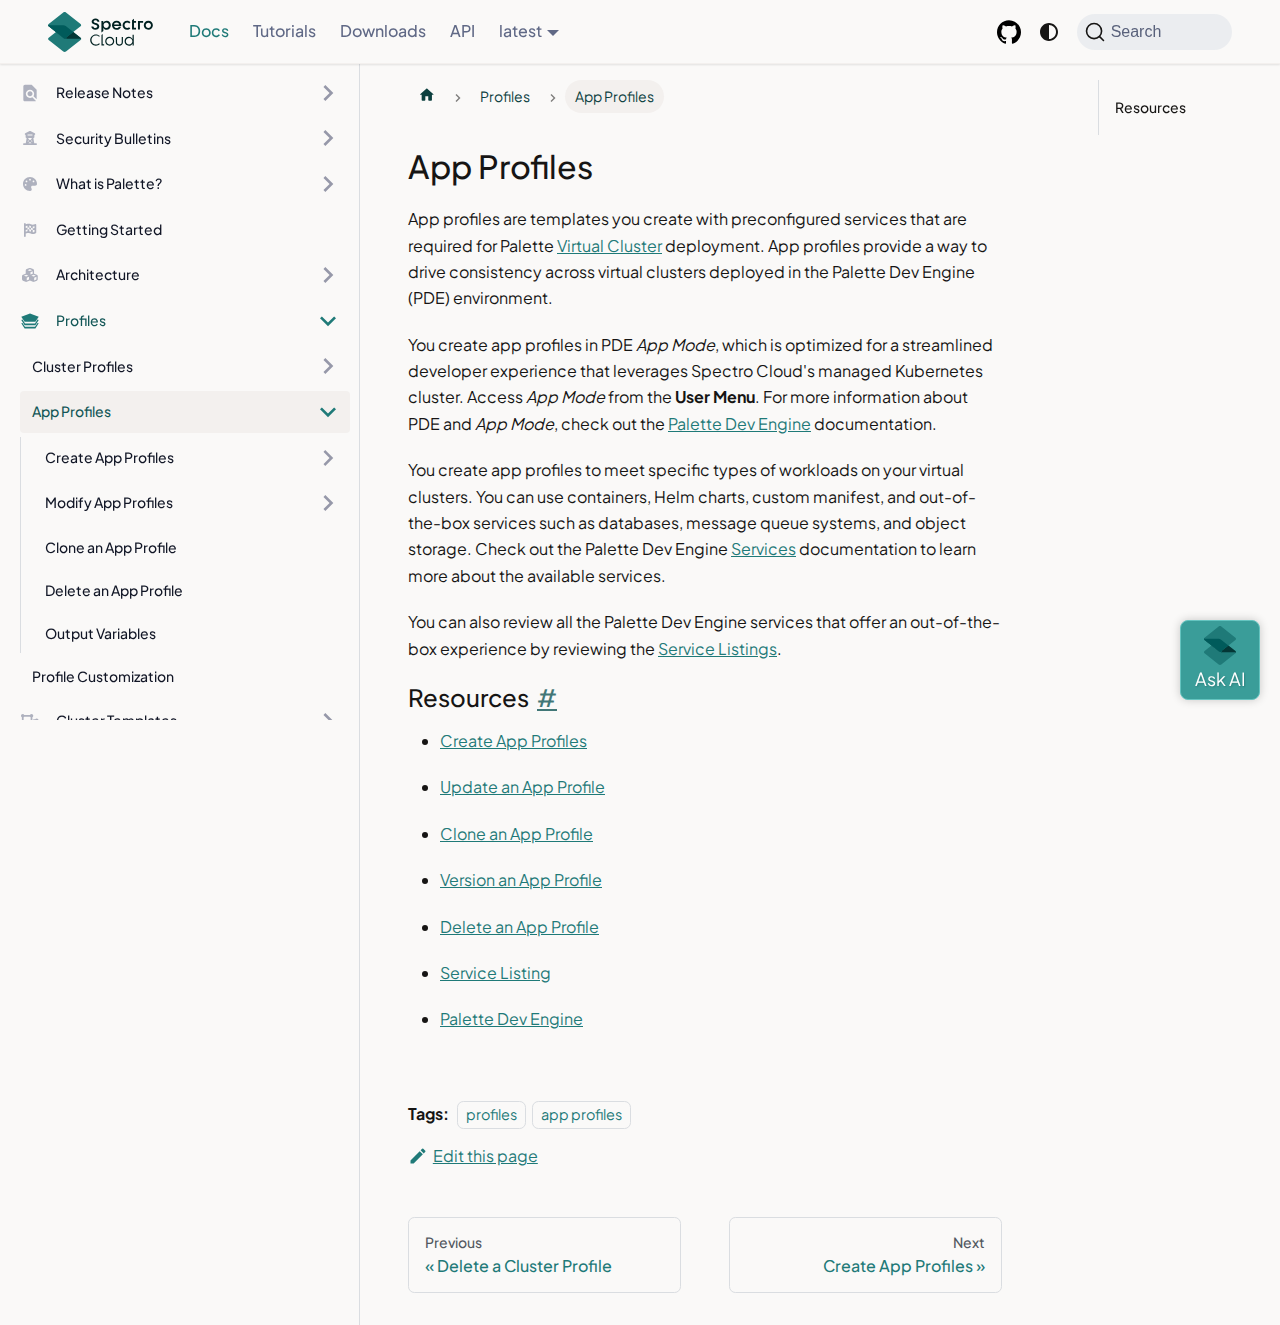 Spectro
Cloud
Docs
Tutorials
Downloads
API
latest
Search
Release Notes
Security Bulletins
What is Palette?
Getting Started
Architecture
Profiles
Cluster Profiles
App Profiles
Create App Profiles
Modify App Profiles
Clone an App Profile
Delete an App Profile
Output Variables
Profile Customization
Cluster Templates
Profiles
App Profiles
App Profiles
App profiles are templates you create with preconfigured services that are
required for Palette Virtual Cluster deployment. App profiles provide a way to
drive consistency across virtual clusters deployed in the Palette Dev Engine
(PDE) environment.
You create app profiles in PDE App Mode, which is optimized for a streamlined
developer experience that leverages Spectro Cloud's managed Kubernetes
cluster. Access App Mode from the User Menu. For more information about
PDE and App Mode, check out the Palette Dev Engine documentation.
You create app profiles to meet specific types of workloads on your virtual
clusters. You can use containers, Helm charts, custom manifest, and out-of-
the-box services such as databases, message queue systems, and object
storage. Check out the Palette Dev Engine Services documentation to learn
more about the available services.
You can also review all the Palette Dev Engine services that offer an out-of-the-
box experience by reviewing the Service Listings.
Resources #
Create App Profiles
Update an App Profile
Clone an App Profile
Version an App Profile
Delete an App Profile
Service Listing
Palette Dev Engine
Tags: profiles app profiles
Edit this page
Previous
« Delete a Cluster Profile
Next
Create App Profiles »
Resources
Ask AI